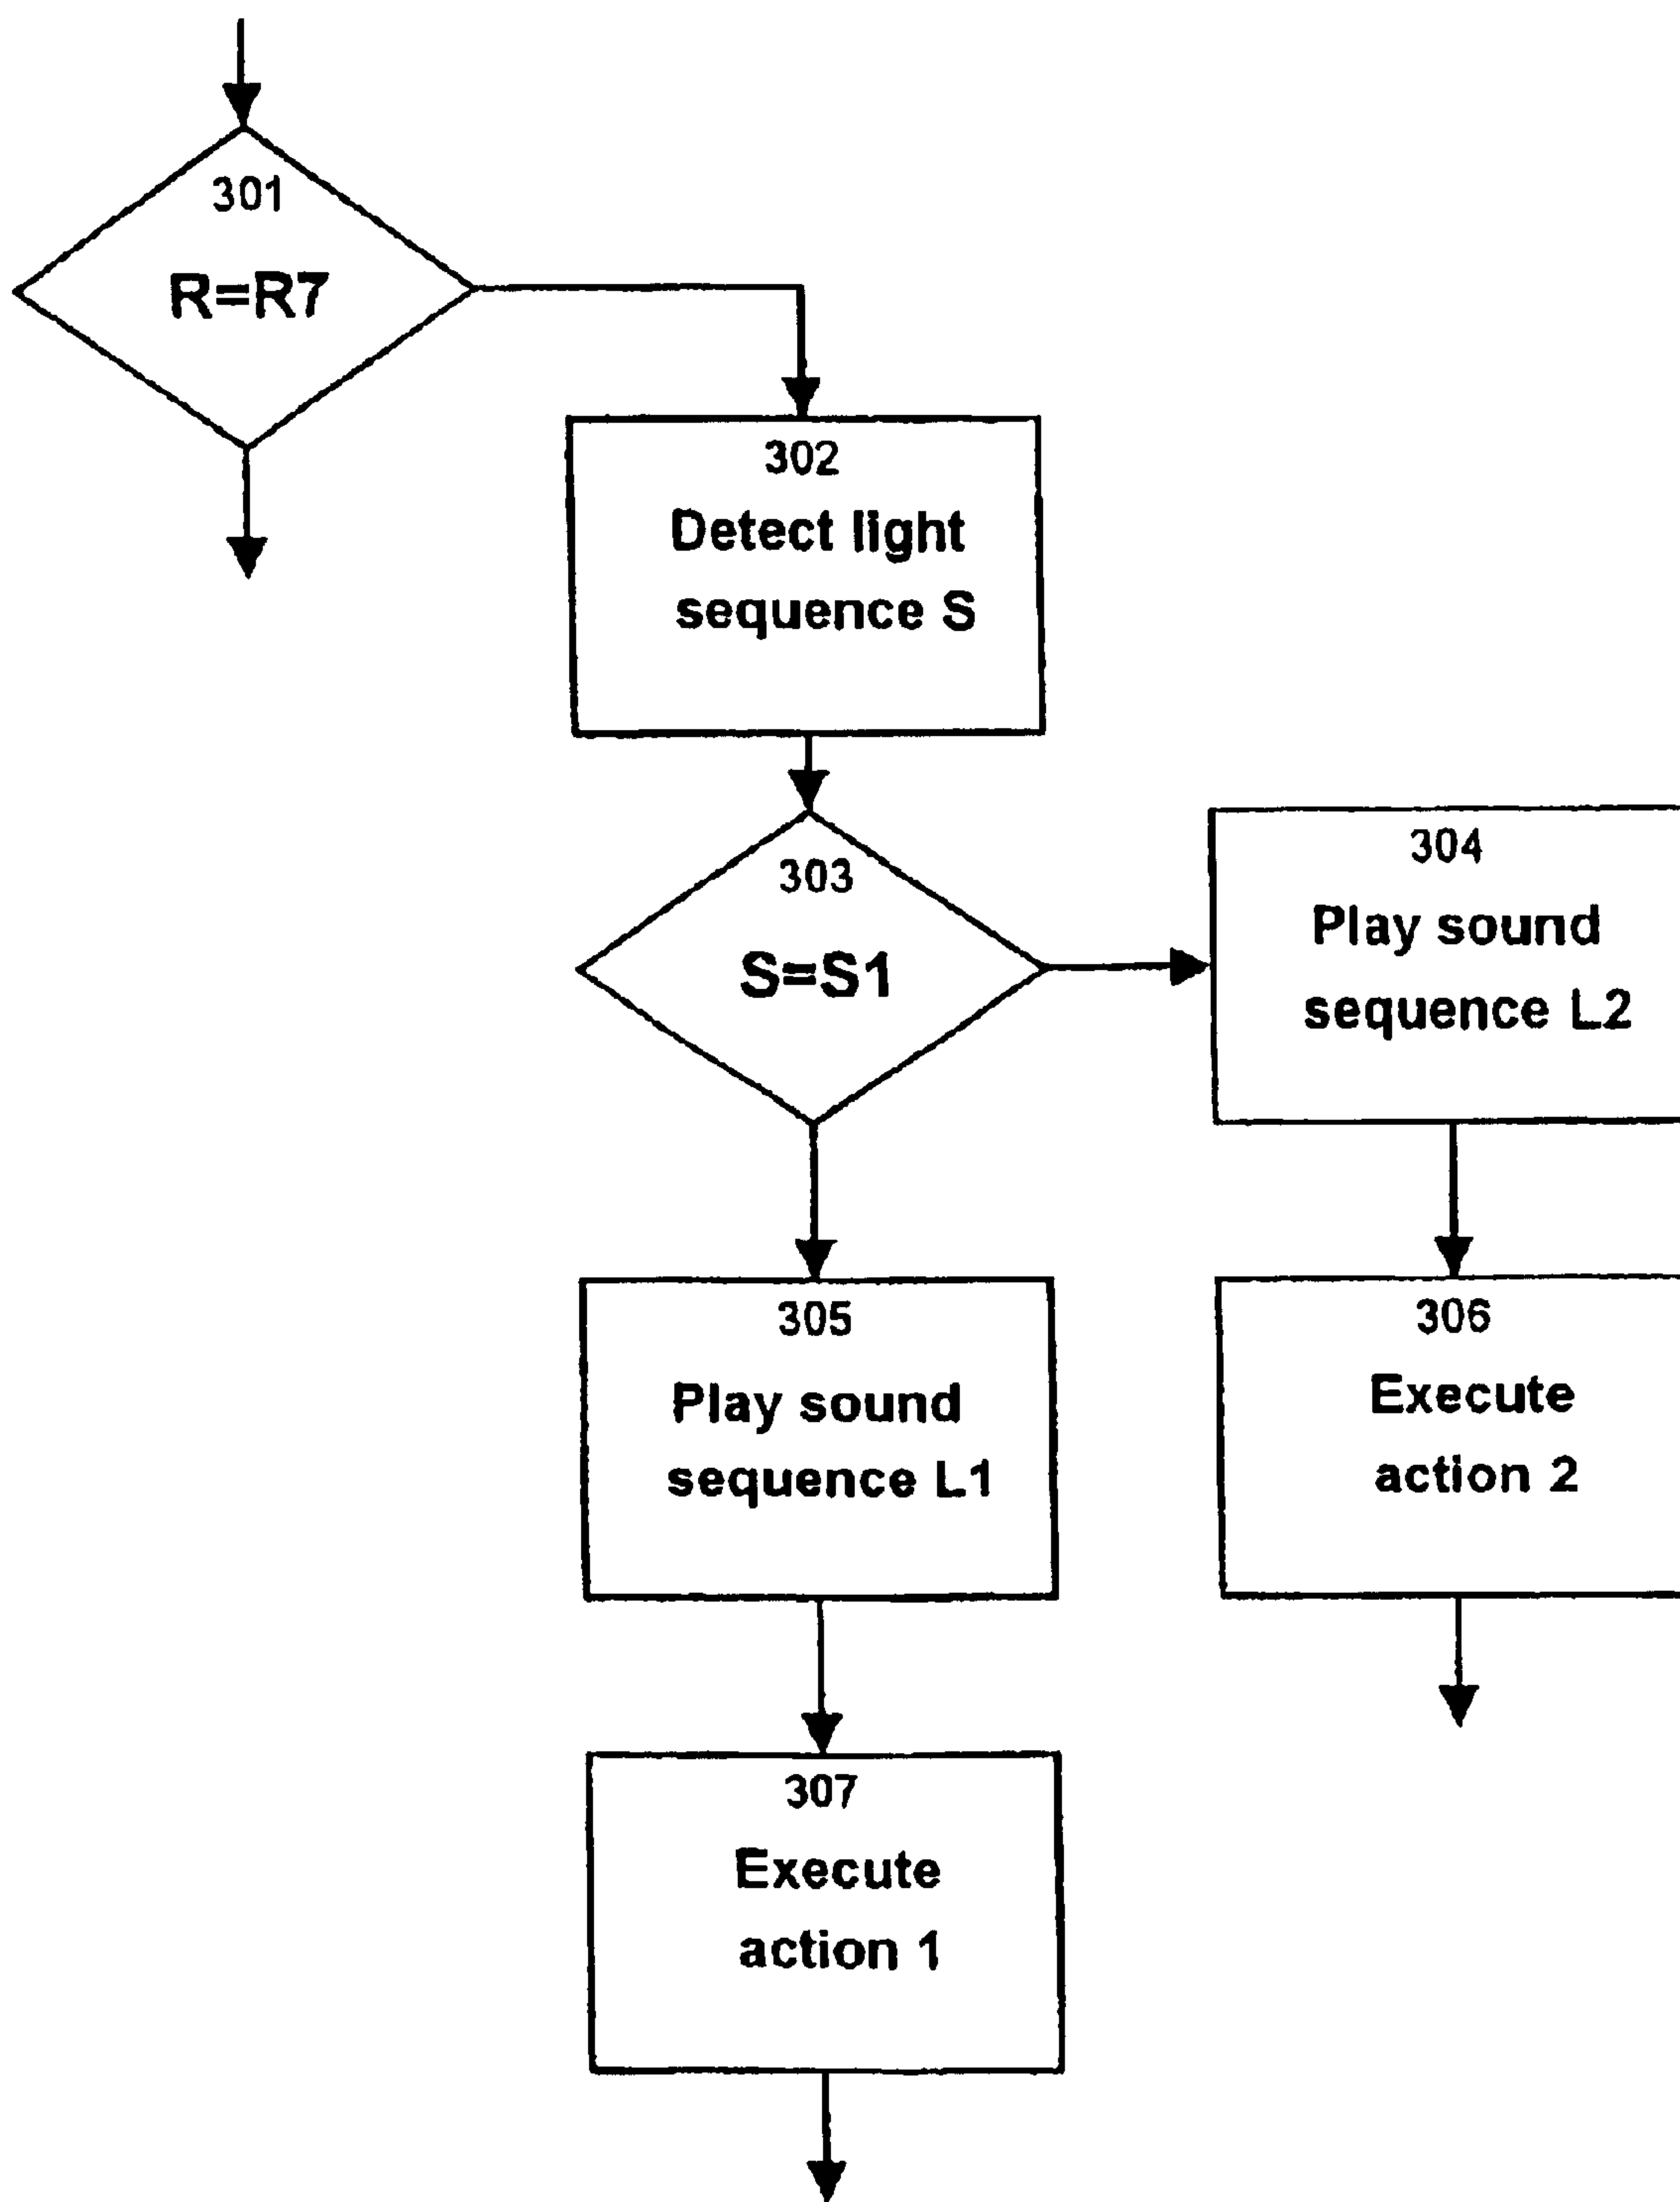 301
R=R7
302
Detect light
sequence S
303
S=S1
304
Play sound
sequence L2
305
Play sound
sequence L1
306
Execute
action 2
307
Execute
action 1